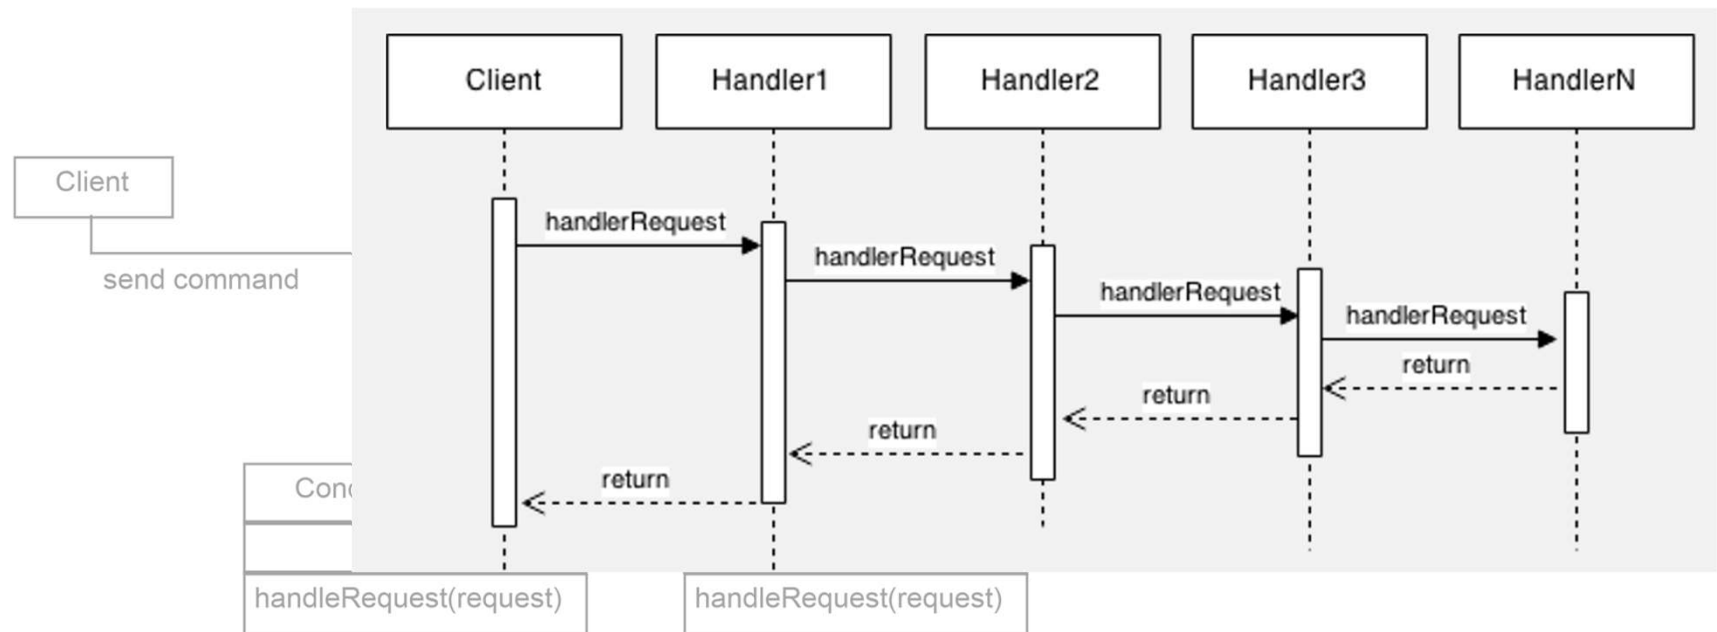 Client
Handler1
Handler2
Handler3
HandlerN
Client
handlerRequest
handlerRequest
send command
handlerRequest
handlerRequest
return
return
return
return
handleRequest(request)
handleRequest(request)